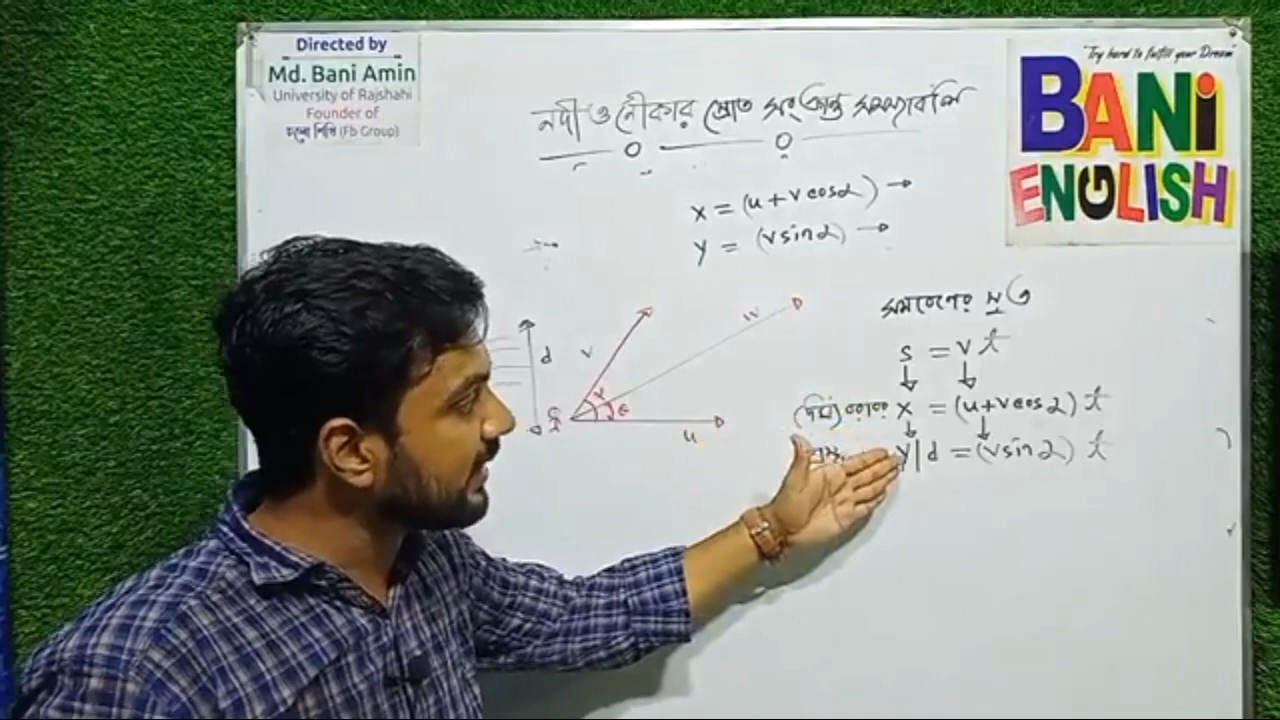 Directed by
Md. Bani Amin
University of Rajshahi
Founder of
চলো শিখি (Fb Group)
"Try hard to fulfill your Dream"
BANi
ENGLISH
নদী ও নৌকার স্রোত সংক্রান্ত সমস্যাবলি
x = (u + v cosα) →
y = (v sinα) →
d
v
w
α
θ
u
সমবেগের সূত্র
s = v t
x = (u+v cosα) t
y|d = (v sinα) t